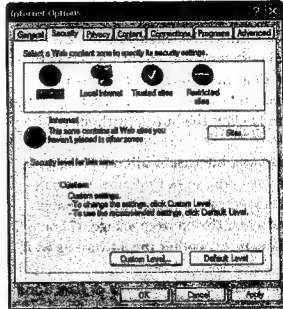 Internet Options ? X
General Security Privacy Content Connections Programs Advanced
Select a Web content zone to specify its security settings.
Local Intranet Trusted sites Restricted sites
Internet
This zone contains all Web sites you
haven't placed in other zones
Sites...
Security level for this zone
Custom
Custom settings.
- To change the settings, click Custom Level.
- To use the recommended settings, click Default Level.
Custom Level... Default Level
OK Cancel Apply